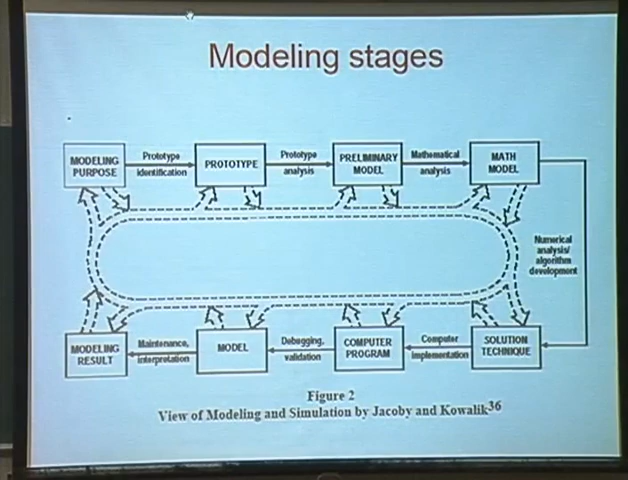 Modeling stages
MODELING
PURPOSE
Prototype
identification
PROTOTYPE
Prototype
analysis
PRELIMINARY
MODEL
Mathematical
analysis
MATH
MODEL
Numerical
analysis/
algorithm
development
MODELING
RESULT
Maintenance,
interpretation
MODEL
Debugging,
validation
COMPUTER
PROGRAM
Computer
implementation
SOLUTION
TECHNIQUE
Figure 2
View of Modeling and Simulation by Jacoby and Kowalik36